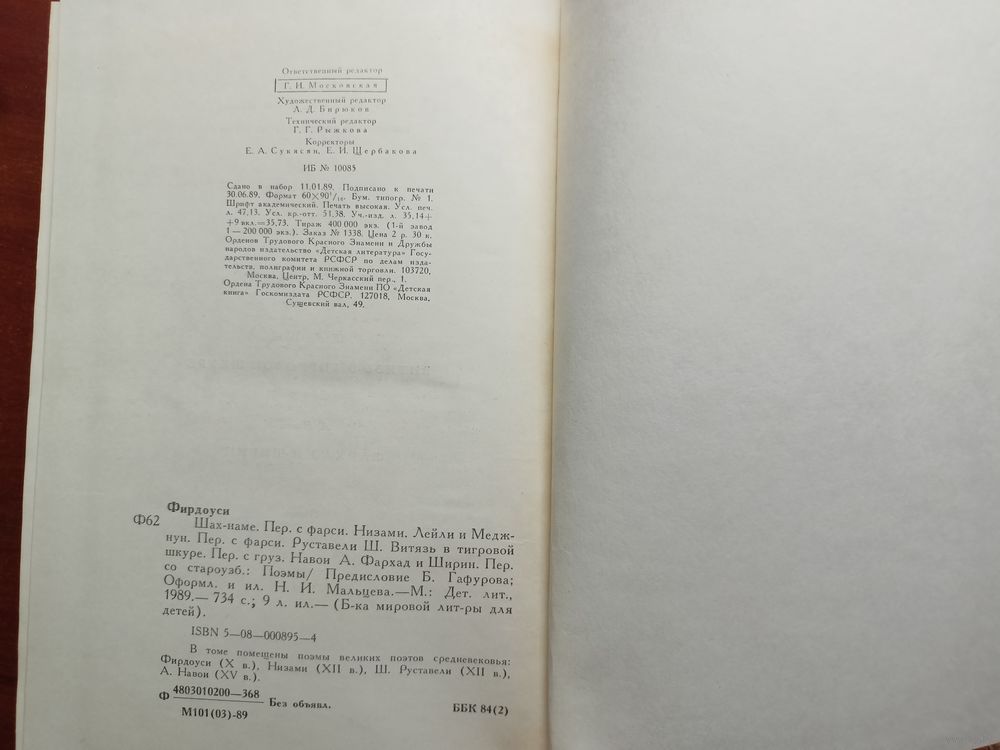 Ответственный редактор
Г. И. Московская
Художественный редактор
А. Д. Бирюков
Технический редактор
Г. Г. Рыжкова
Корректоры
Е. А. Сукясян, Е. И. Щербакова
ИБ № 10085
Сдано в набор 11.01.89. Подписано к печати
30.06.89. Формат 60×90¹/₁₆. Бум. типогр. № 1.
Шрифт академический. Печать высокая. Усл. печ.
л. 47,13. Усл. кр.-отт. 51,38. Уч.-изд. л. 35,14+
+9 вкл.=35,73. Тираж 400 000 экз. (1-й завод
1—200 000 экз.). Заказ № 1338. Цена 2 р. 30 к.
Орденов Трудового Красного Знамени и Дружбы
народов издательство «Детская литература» Госу-
дарственного комитета РСФСР по делам изда-
тельств, полиграфии и книжной торговли. 103720,
Москва, Центр, М. Черкасский пер., 1.
Ордена Трудового Красного Знамени ПО «Детская
книга» Госкомиздата РСФСР. 127018, Москва,
Сущевский вал, 49.
Фирдоуси
Ф62 Шах-наме. Пер. с фарси. Низами. Лейли и Медж-
нун. Пер. с фарси. Руставели Ш. Витязь в тигровой
шкуре. Пер. с груз. Навои А. Фархад и Ширин. Пер.
со староузб.: Поэмы/ Предисловие Б. Гафурова;
Оформл. и ил. Н. И. Мальцева.—М.: Дет. лит.,
1989.— 734 с.; 9 л. ил.— (Б-ка мировой лит-ры для
детей).
ISBN 5—08—000895—4
В томе помещены поэмы великих поэтов средневековья:
Фирдоуси (X в.), Низами (XII в.), Ш. Руставели (XII в.),
А. Навои (XV в.).
Ф 4803010200—368 Без объявл.
М101(03)-89
ББК 84(2)